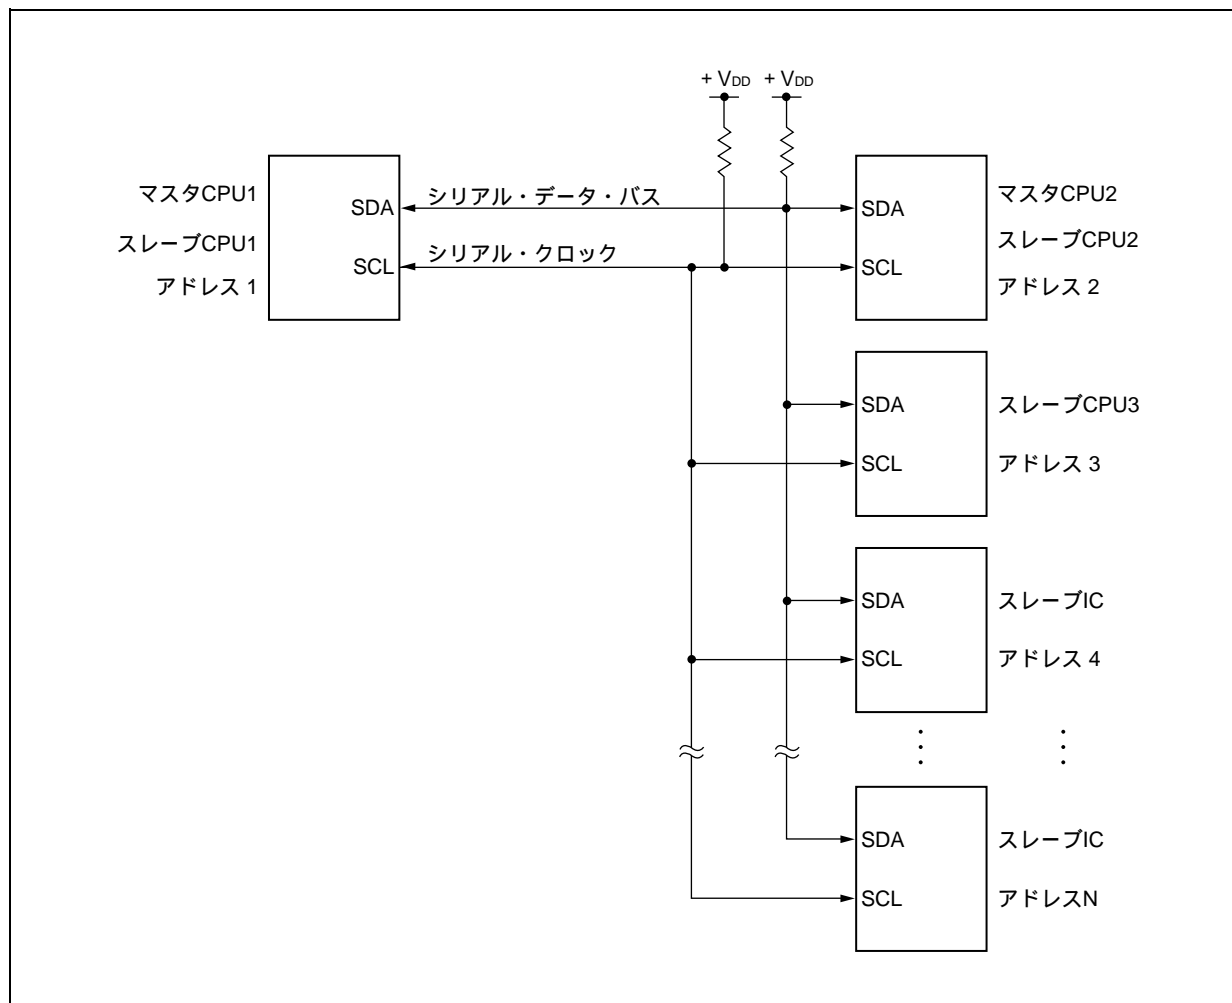 + VDD + VDD
マスタCPU1
スレーブCPU1
アドレス 1
SDA
SCL
シリアル・データ・バス
シリアル・クロック
SDA
SCL
マスタCPU2
スレーブCPU2
アドレス 2
SDA
SCL
スレーブCPU3
アドレス 3
SDA
SCL
スレーブIC
アドレス 4
SDA
SCL
スレーブIC
アドレスN